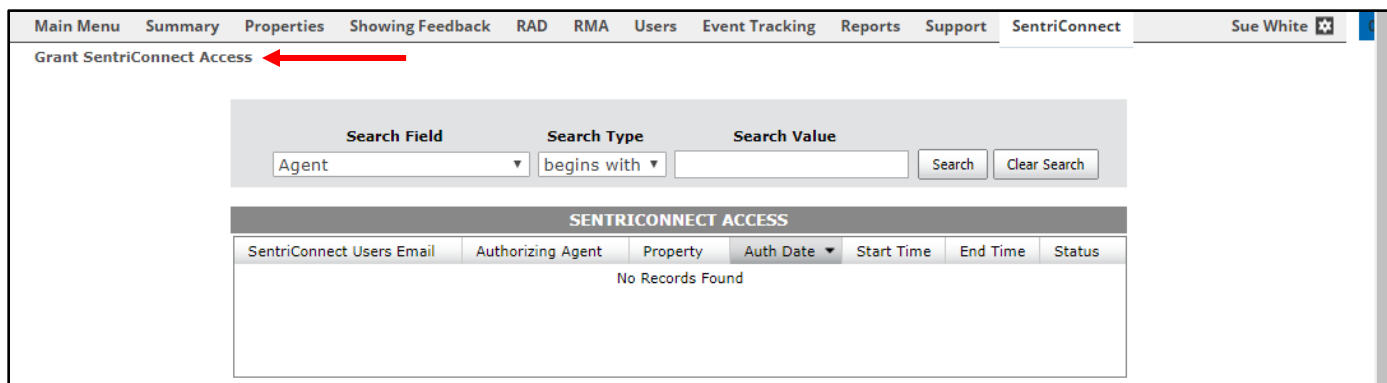 Main Menu Summary Properties Showing Feedback RAD RMA Users Event Tracking Reports Support SentriConnect Sue White
Grant SentriConnect Access
Search Field Search Type Search Value
Agent begins with Search Clear Search
SENTRICONNECT ACCESS
SentriConnect Users Email Authorizing Agent Property Auth Date Start Time End Time Status
No Records Found